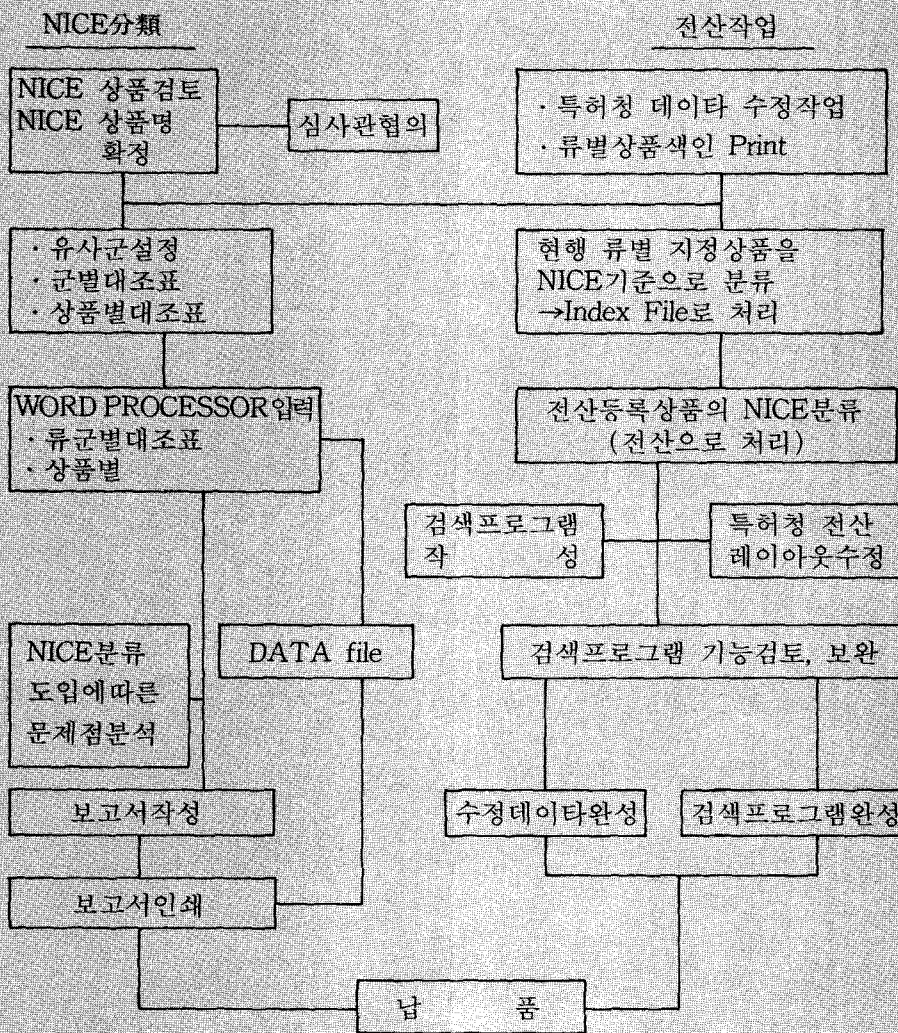 NICE分類
전산작업
NICE 상품검토
NICE 상품명
확정
심사관협의
· 특허청 데이타 수정작업
· 류별상품색인 Print
· 유사군설정
· 군별대조표
· 상품별대조표
현행 류별 지정상품을
NICE기준으로 분류
→Index File로 처리
WORD PROCESSOR입력
· 류군별대조표
· 상품별
전산등록상품의 NICE분류
(전산으로 처리)
검색프로그램
작 성
특허청 전산
레이아웃수정
NICE분류
도입에따른
문제점분석
DATA file
검색프로그램 기능검토, 보완
보고서작성
수정데이타완성
검색프로그램완성
보고서인쇄
납 품